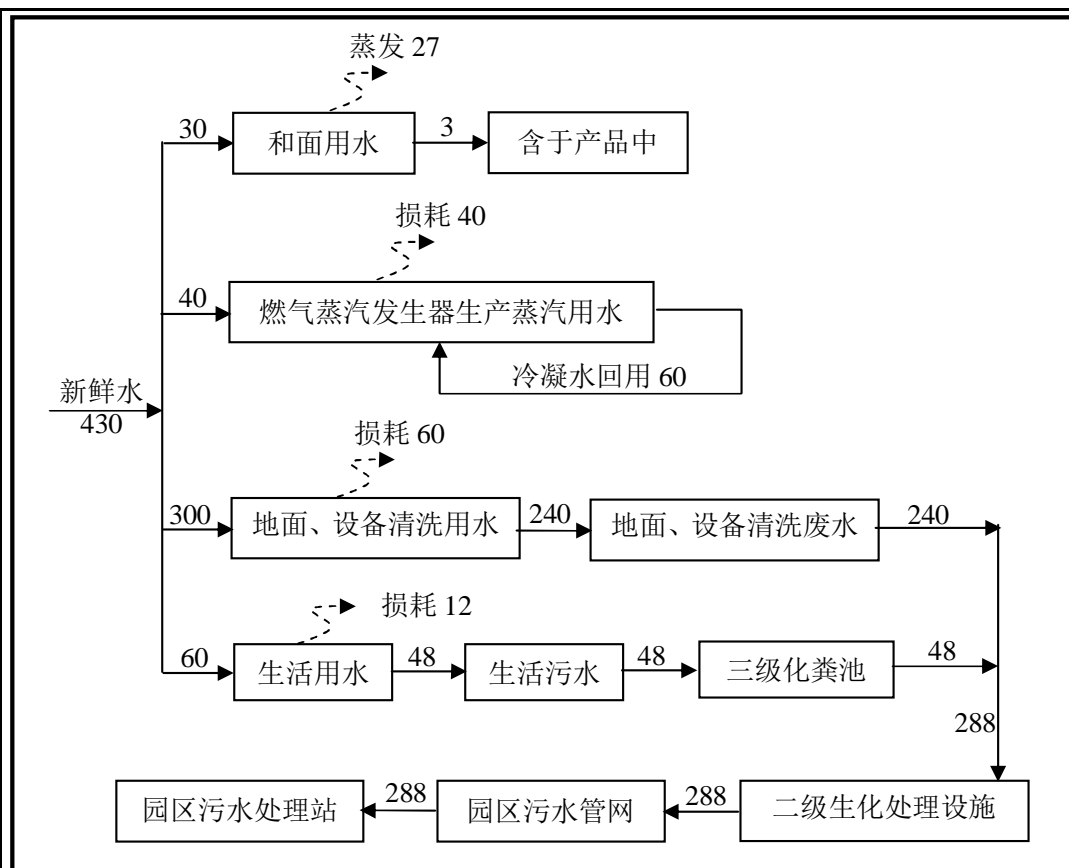 蒸发 27
30
和面用水
3
含于产品中
损耗 40
40
燃气蒸汽发生器生产蒸汽用水
冷凝水回用 60
新鲜水
430
损耗 60
300
地面、设备清洗用水
240
地面、设备清洗废水
240
损耗 12
60
生活用水
48
生活污水
48
三级化粪池
48
288
园区污水处理站
288
园区污水管网
288
二级生化处理设施